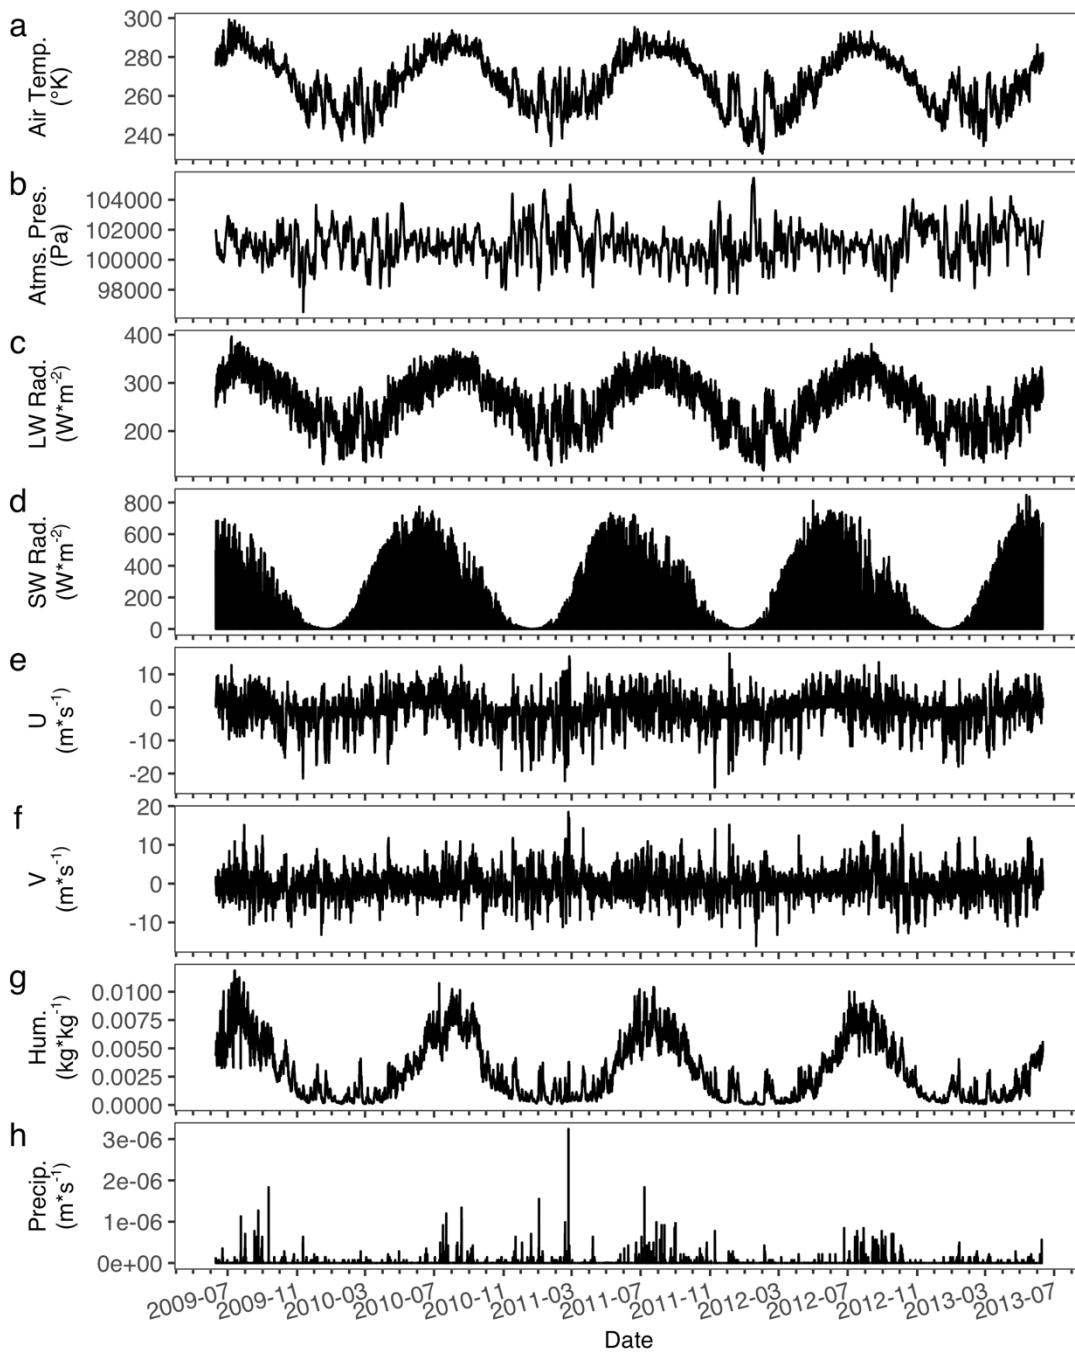 a
Air Temp.
(°K)
300
280
260
240
b
Atms. Pres.
(Pa)
104000
102000
100000
98000
c
LW Rad.
(W*m⁻²)
400
300
200
d
SW Rad.
(W*m⁻²)
800
600
400
200
0
e
U
(m*s⁻¹)
10
0
-10
-20
f
V
(m*s⁻¹)
20
10
0
-10
g
Hum.
(kg*kg⁻¹)
0.0100
0.0075
0.0050
0.0025
0.0000
h
Precip.
(m*s⁻¹)
3e-06
2e-06
1e-06
0e+00
2009-07
2009-11
2010-03
2010-07
2010-11
2011-03
2011-07
2011-11
2012-03
2012-07
2012-11
2013-03
2013-07
Date